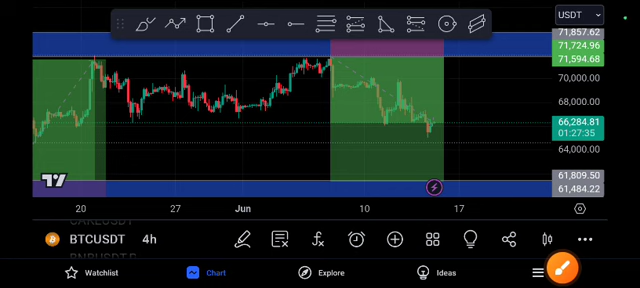 USDT
71,857.62
71,724.96
71,594.68
70,000.00
68,000.00
66,284.81
01:27:35
64,000.00
61,809.50
61,484.22
20 27 Jun 10 17
BTCUSDT 4h
Watchlist Chart Explore Ideas